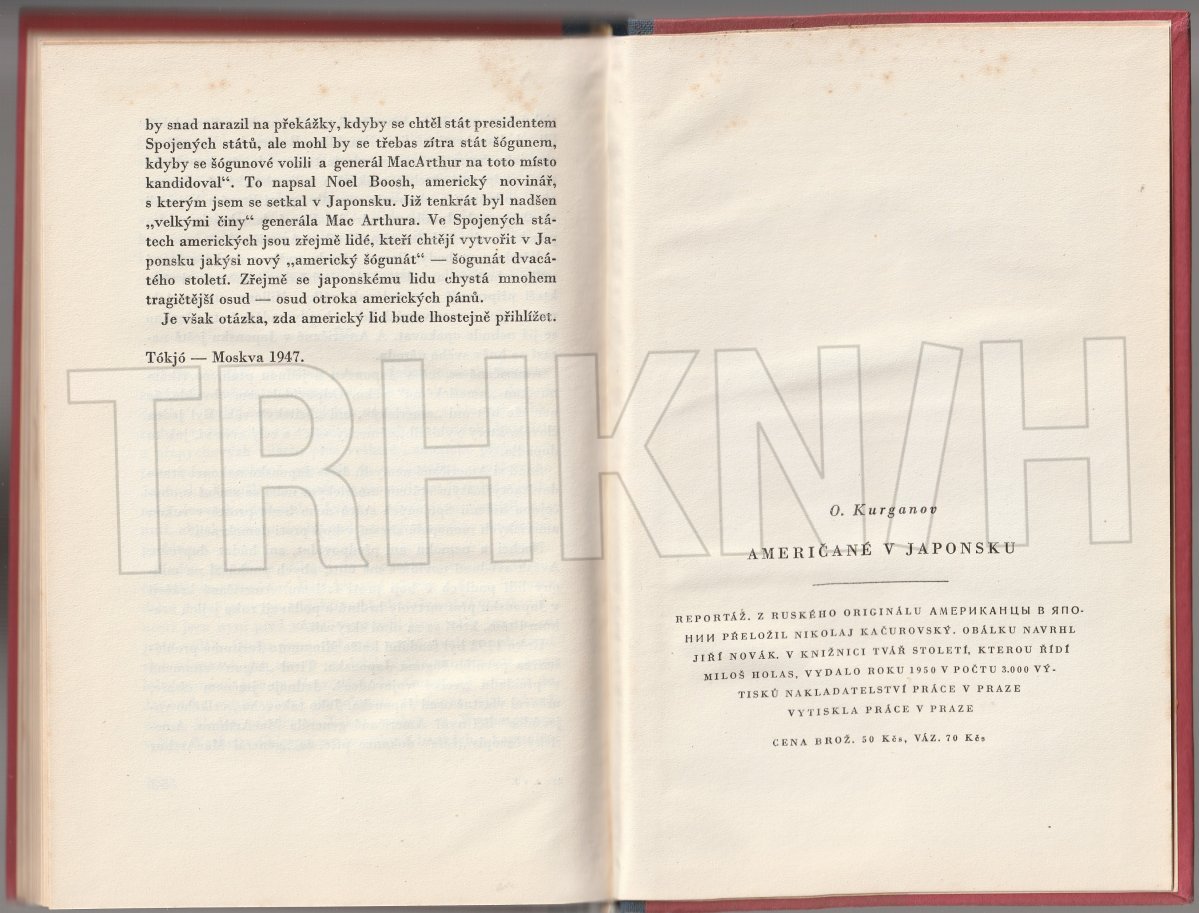 by snad narazil na překážky, kdyby se chtěl stát presidentem
Spojených států, ale mohl by se třebas zítra stát šógunem,
kdyby se šógunové volili a generál MacArthur na toto místo
kandidoval“. To napsal Noel Boosh, americký novinář,
s kterým jsem se setkal v Japonsku. Již tenkrát byl nadšen
„velkými činy“ generála Mac Arthura. Ve Spojených stá-
tech amerických jsou zřejmě lidé, kteří chtějí vytvořit v Ja-
ponsku jakýsi nový „americký šógunát“ — šogunát dvacá-
tého století. Zřejmě se japonskému lidu chystá mnohem
tragičtější osud — osud otroka amerických pánů.
Je však otázka, zda americký lid bude lhostejně přihlížet.
Tókjó — Moskva 1947.
TRHKN/H
O. Kurganov
AMERIČANÉ V JAPONSKU
REPORTÁŽ. Z RUSKÉHO ORIGINÁLU АМЕРИКАНЦЫ В ЯПО-
НИИ PŘELOŽIL NIKOLAJ KAČUROVSKÝ. OBÁLKU NAVRHL
JIŘÍ NOVÁK. V KNIŽNICI TVÁŘ STOLETÍ, KTEROU ŘÍDÍ
MILOŠ HOLAS, VYDALO ROKU 1950 V POČTU 3.000 VÝ-
TISKŮ NAKLADATELSTVÍ PRÁCE V PRAZE
VYTISKLA PRÁCE V PRAZE
CENA BROŽ. 50 Kčs, VÁZ. 70 Kčs